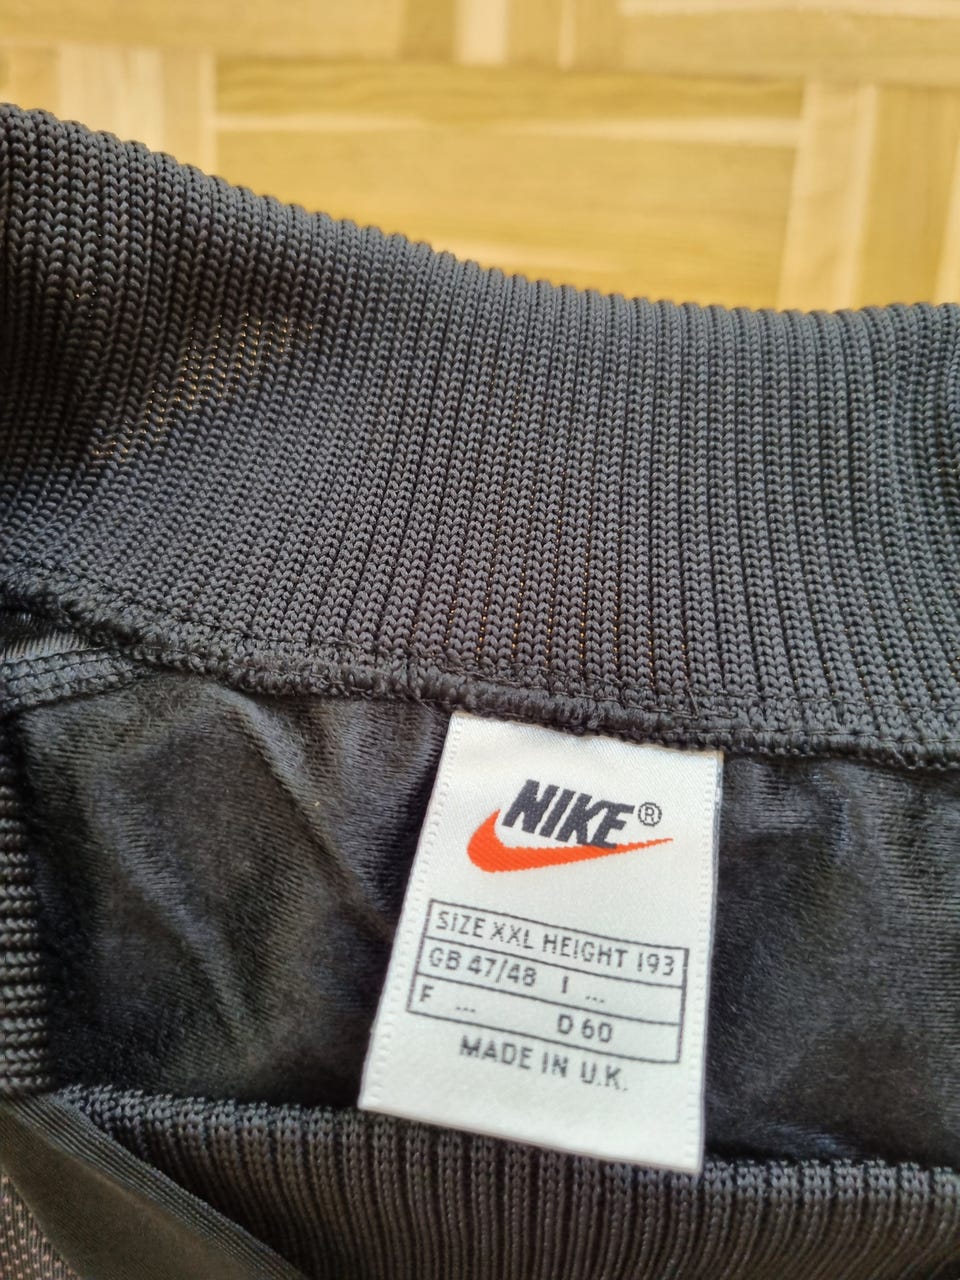 NIKE®
SIZE XXL HEIGHT 193
GB 47/48 I ...
F ... D 60
MADE IN U.K.